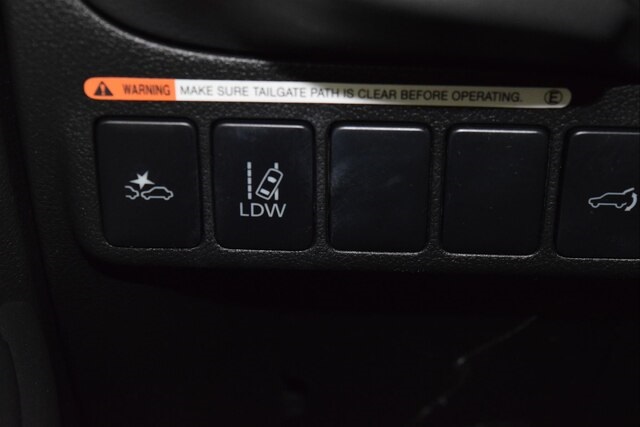 WARNING MAKE SURE TAILGATE PATH IS CLEAR BEFORE OPERATING. E
LDW